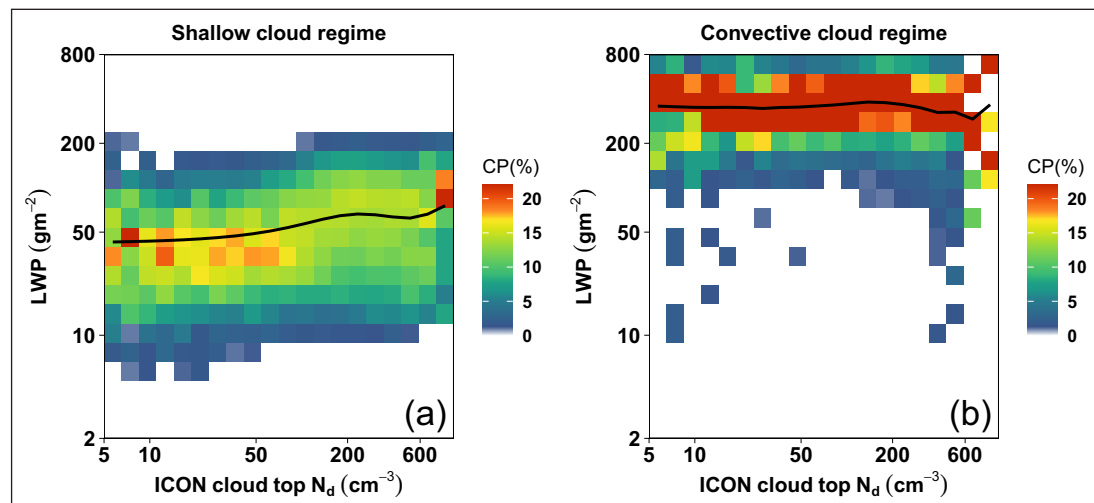 Shallow cloud regime
800
200
50
10
2
LWP (gm⁻²)
5 10 50 200 600
ICON cloud top N_d (cm⁻³)
(a)
CP(%)
20
15
10
5
0
Convective cloud regime
800
200
50
10
2
LWP (gm⁻²)
5 10 50 200 600
ICON cloud top N_d (cm⁻³)
(b)
CP(%)
20
15
10
5
0